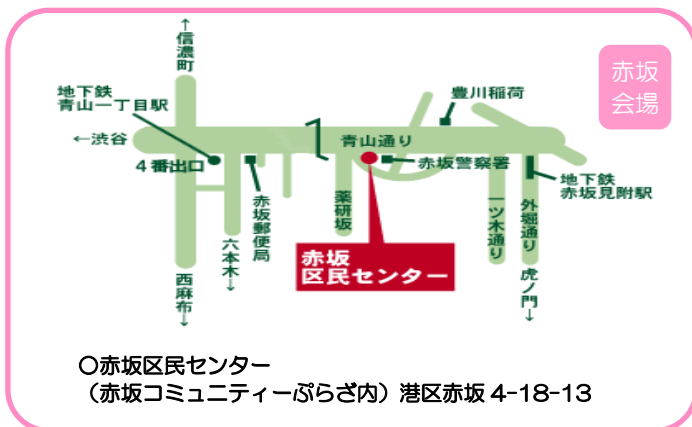 ↑信濃町
赤坂
会場
地下鉄
青山一丁目駅
豊川稲荷
←渋谷
青山通り
4番出口
赤坂警察署
地下鉄
赤坂見附駅
赤坂郵便局
薬研坂
一ツ木通り
外堀通り
六本木↓
赤坂
区民センター
西麻布↓
虎ノ門↓
〇赤坂区民センター
（赤坂コミュニティーぷらざ内）港区赤坂 4-18-13